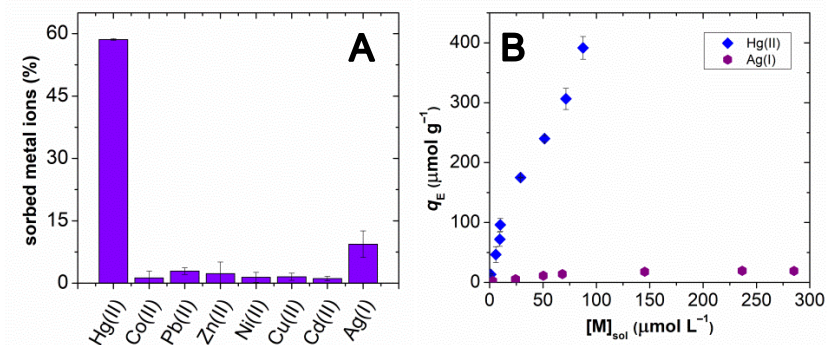 A
sorbed metal ions (%)
60
45
30
15
0
Hg(II)
Co(II)
Pb(II)
Zn(II)
Ni(II)
Cu(II)
Cd(II)
Ag(I)
B
Hg(II)
Ag(I)
qE (μmol g−1)
400
300
200
100
0
0 50 100 150 200 250 300
[M]sol (μmol L−1)